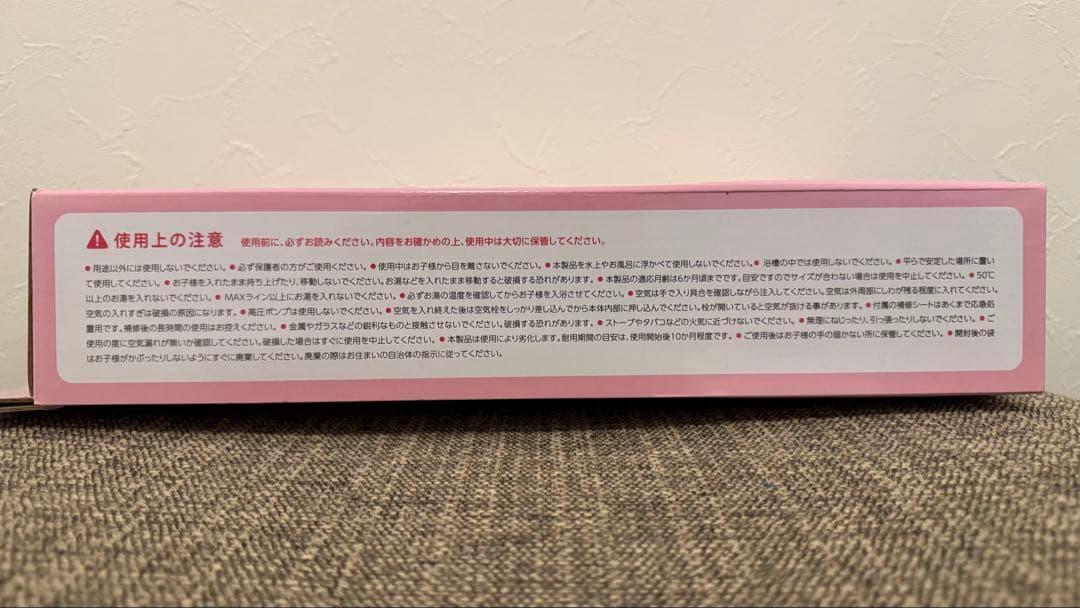 使用上の注意 使用前に、必ずお読みください。内容をお確かめの上、使用中は大切に保管してください。
●用途以外には使用しないでください。●必ず保護者の方がご使用ください。●使用中はお子様から目を離さないでください。●本製品を水上やお風呂に浮かべて使用しないでください。●浴槽の中では使用しないでください。●平らで安定した場所に置い
て使用してください。●お子様を入れたまま持ち上げたり、移動しないでください。お湯などを入れたまま移動すると破損する恐れがあります。●本製品の適応月齢は6か月頃までです。目安ですのでサイズが合わない場合は使用を中止してください。●50℃
以上のお湯を入れないでください。●MAXライン以上にお湯を入れないでください。●必ずお湯の温度を確認してからお子様を入浴させてください。●空気は手で入り具合を確認しながら注入してください。空気は外周部にしわが残る程度に入れてください。
空気の入れすぎは破損の原因になります。●高圧ポンプは使用しないでください。●空気を入れ終えた後は空気栓をしっかり差し込んでから本体内部に押し込んでください。栓が開いていると空気が抜ける事があります。●付属の補修シートはあくまで応急処
置用です。補修後の長時間の使用はお控えください。●金属やガラスなどの鋭利なものと接触させないでください。破損する恐れがあります。●ストーブやタバコなどの火気に近づけないでください。●無理にねじったり、引っ張ったりしないでください。●ご
使用の度に空気漏れが無いか確認してください。破損した場合はすぐに使用を中止してください。●本製品は使用により劣化します。耐用期間の目安は、使用開始後10か月程度です。●ご使用後はお子様の手の届かない所に保管してください。●開封後の袋
はお子様がかぶったりしないようにすぐに廃棄してください。廃棄の際はお住まいの自治体の指示に従ってください。